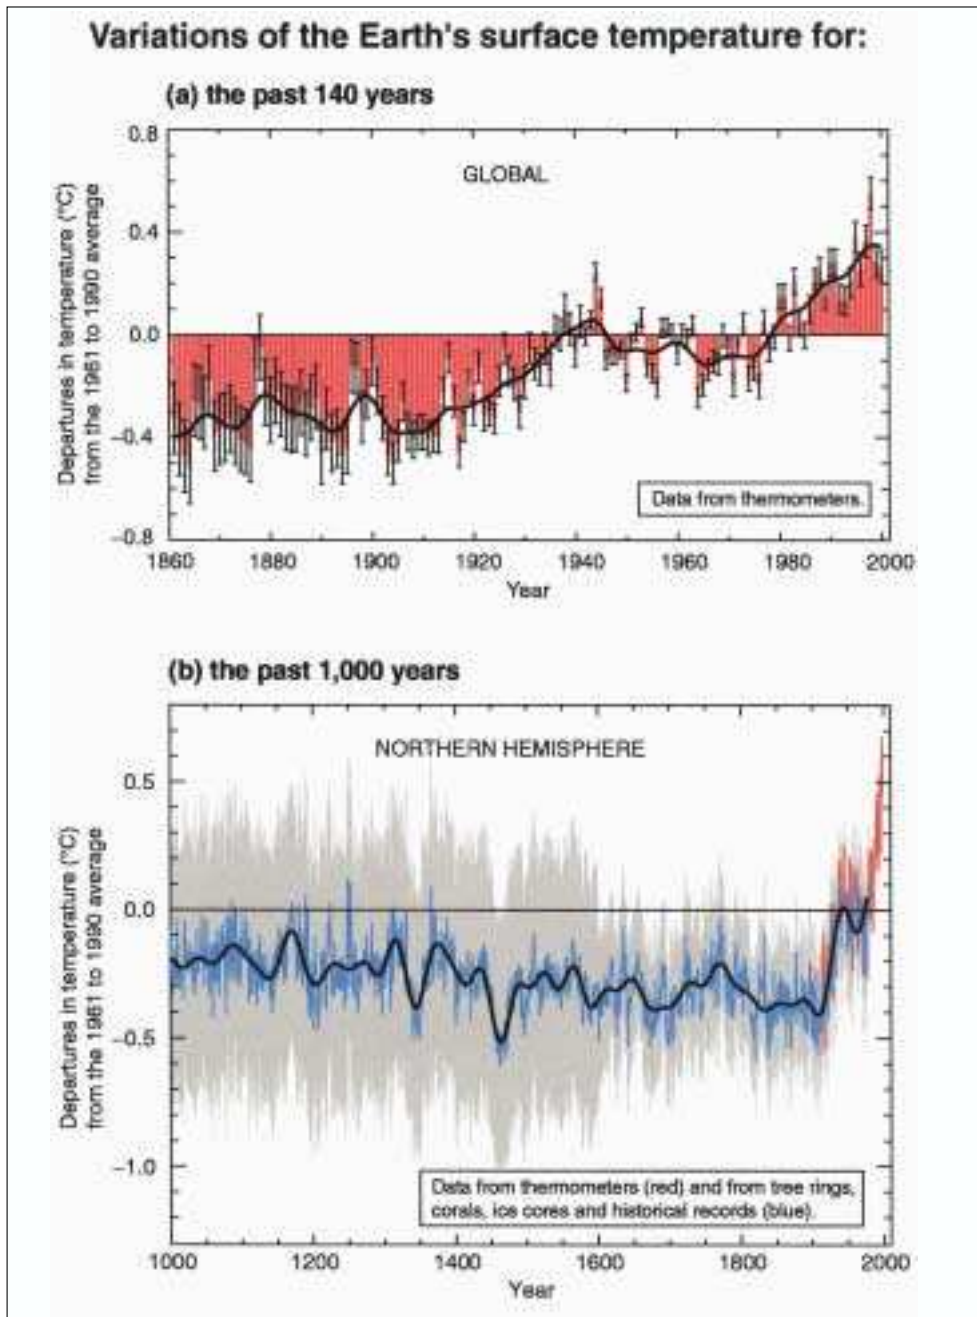 Variations of the Earth's surface temperature for:
(a) the past 140 years
GLOBAL
Departures in temperature (°C)
from the 1961 to 1990 average
0.8
0.4
0.0
−0.4
−0.8
Data from thermometers.
1860 1880 1900 1920 1940 1960 1980 2000
Year
(b) the past 1,000 years
NORTHERN HEMISPHERE
Departures in temperature (°C)
from the 1961 to 1990 average
0.5
0.0
−0.5
−1.0
Data from thermometers (red) and from tree rings,
corals, ice cores and historical records (blue).
1000 1200 1400 1600 1800 2000
Year